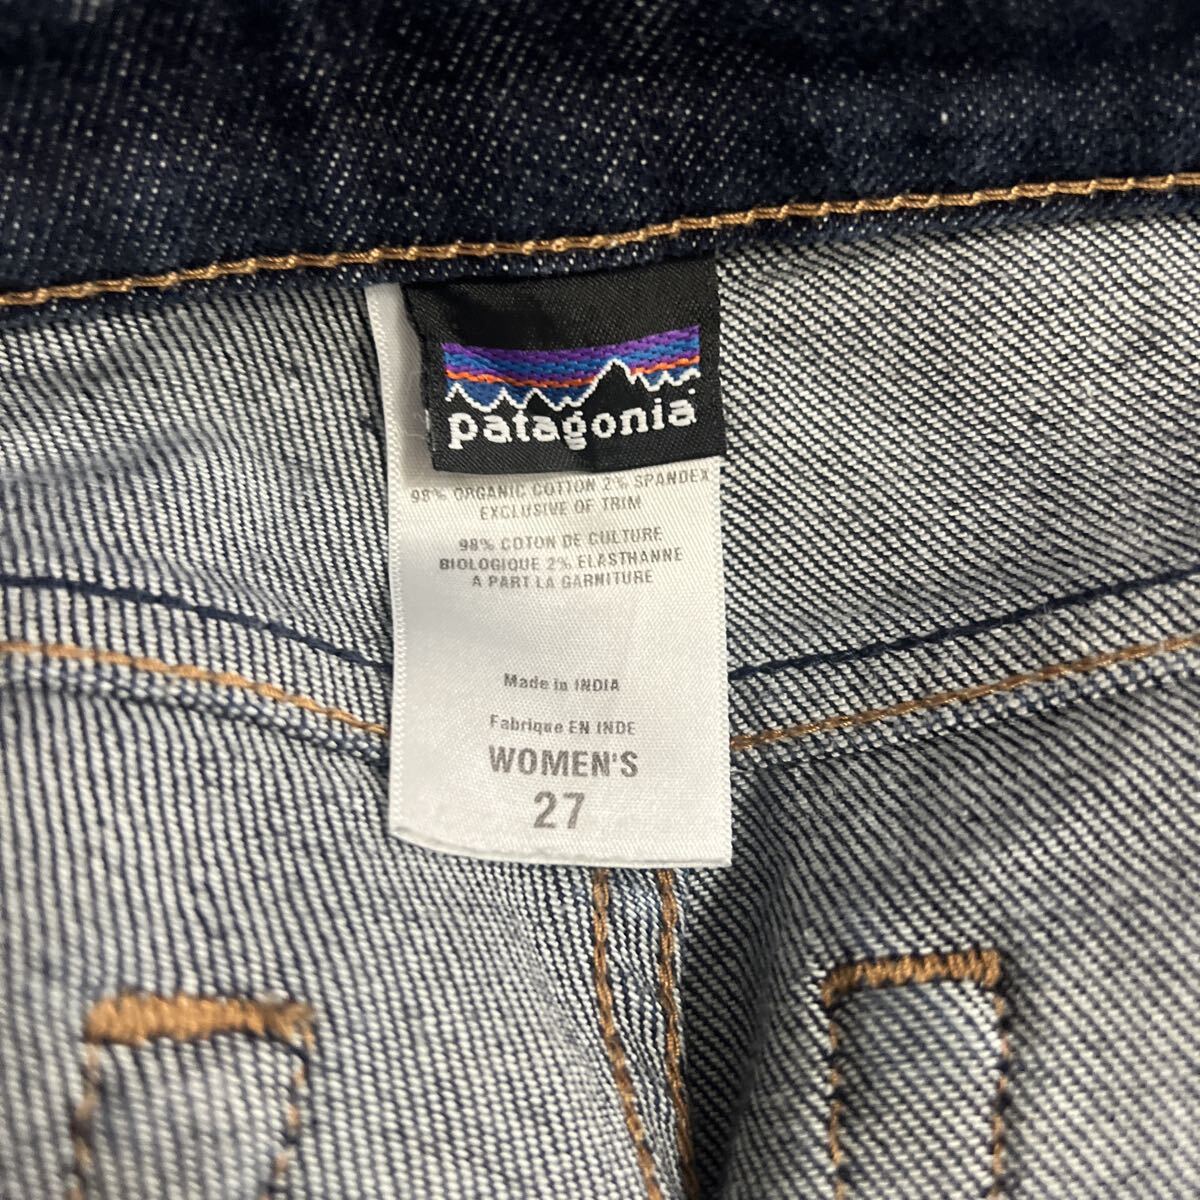 patagonia
98% ORGANIC COTTON 2% SPANDEX
EXCLUSIVE OF TRIM
98% COTON DE CULTURE
BIOLOGIQUE 2% ELASTHANNE
A PART LA GARNITURE
Made in INDIA
Fabrique EN INDE
WOMEN'S
27